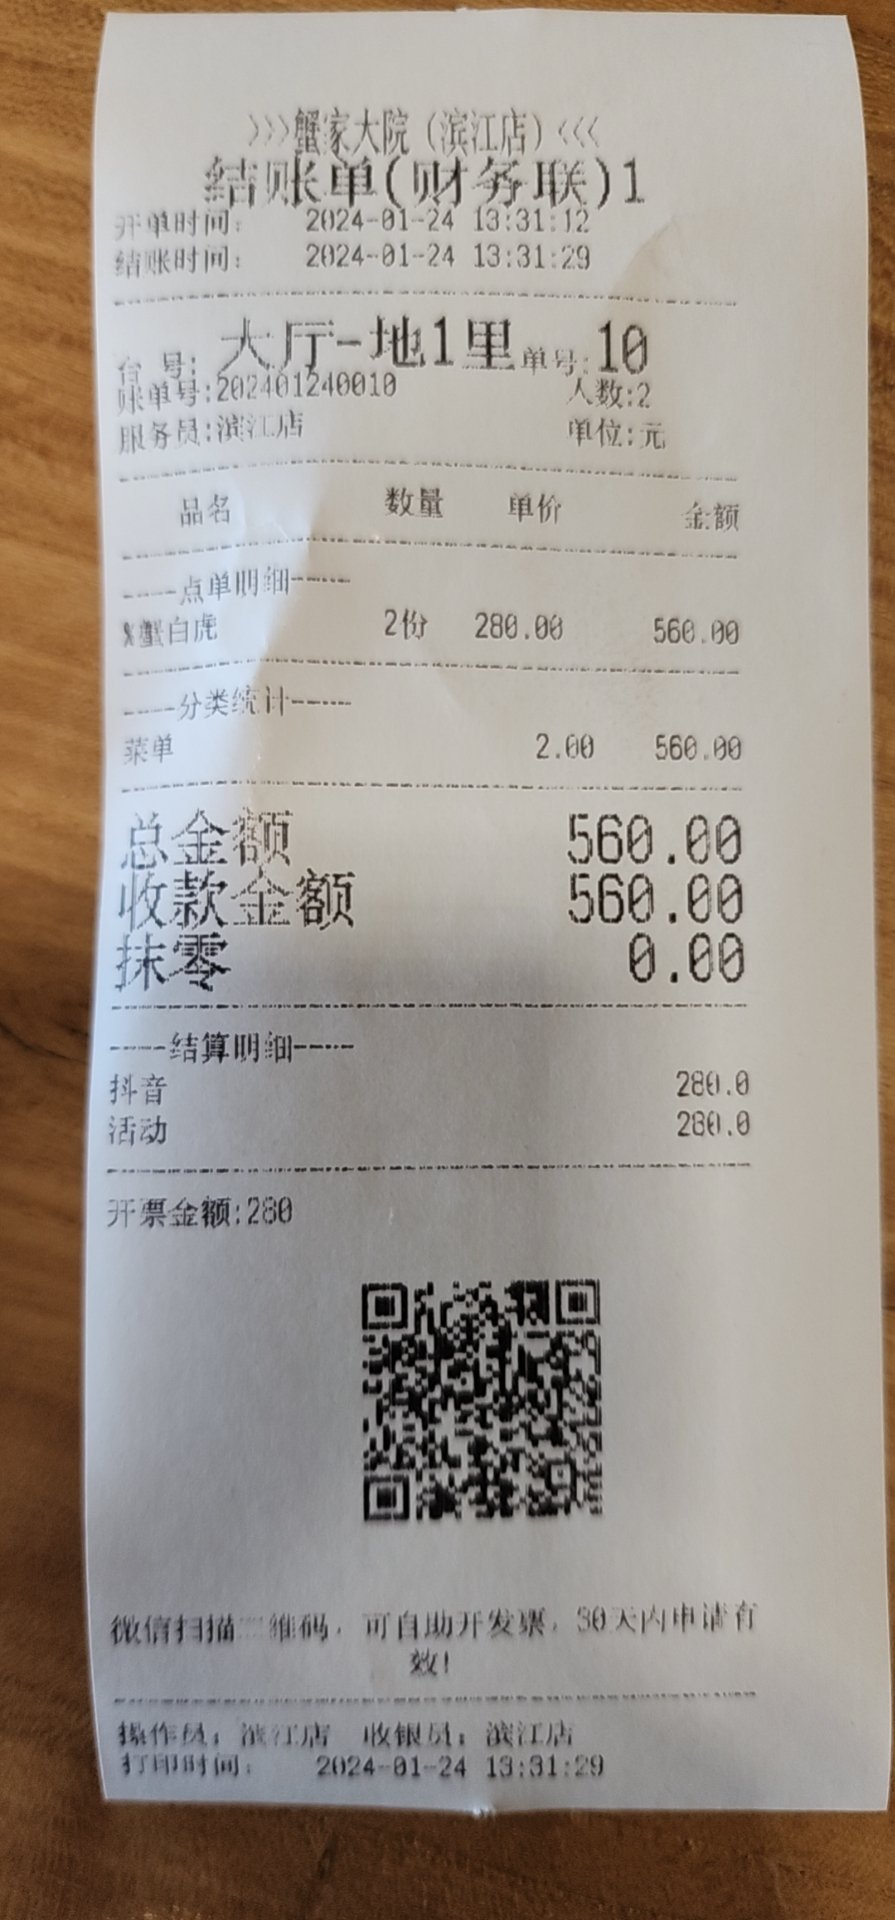 >>>蟹家大院（滨江店）<<<
结账单(财务联)1
开单时间: 2024-01-24 13:31:12
结账时间: 2024-01-24 13:31:29
台 号: 大厅-地1里 单号:10
账单号:202401240010 人数:2
服务员:滨江店 单位:元
品名 数量 单价 金额
----点单明细----
%蟹白虎 2份 280.00 560.00
----分类统计----
菜单 2.00 560.00
总金额 560.00
收款金额 560.00
抹零 0.00
----结算明细----
抖音 280.0
活动 280.0
开票金额:280
微信扫描二维码，可自助开发票，30天内申请有
效!
操作员: 滨江店 收银员: 滨江店
打印时间: 2024-01-24 13:31:29